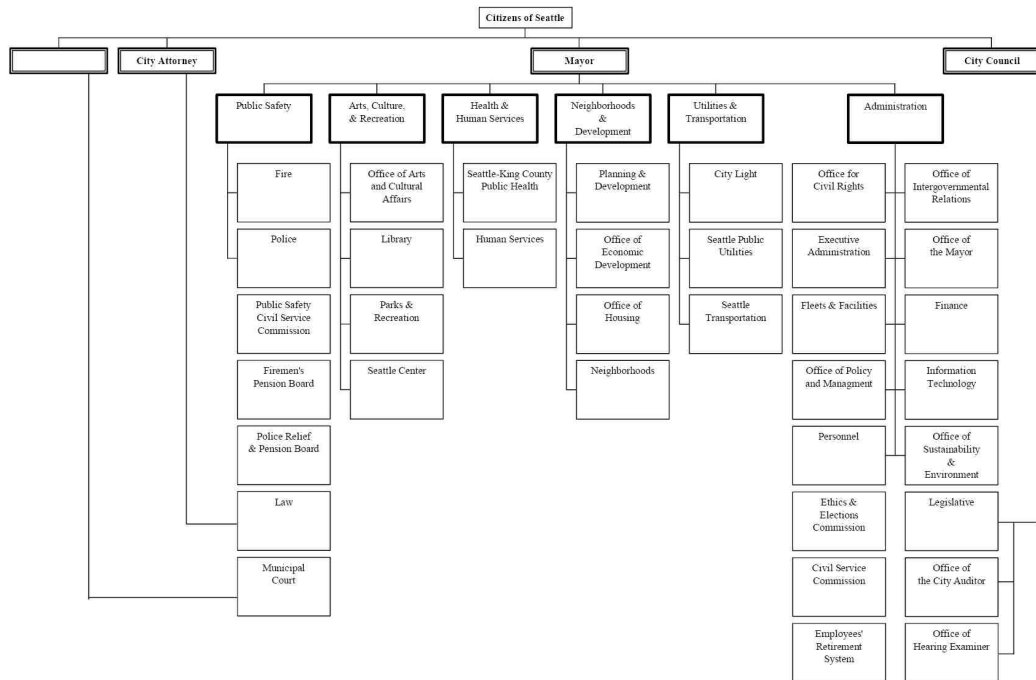 Citizens of Seattle
City Attorney
Mayor
City Council
Public Safety
Arts, Culture,
& Recreation
Health &
Human Services
Neighborhoods
&
Development
Utilities &
Transportation
Administration
Fire
Police
Public Safety
Civil Service
Commission
Firemen's
Pension Board
Police Relief
& Pension Board
Law
Municipal
Court
Office of Arts
and Cultural
Affairs
Library
Parks &
Recreation
Seattle Center
Seattle-King County
Public Health
Human Services
Planning &
Development
Office of
Economic
Development
Office of
Housing
Neighborhoods
City Light
Seattle Public
Utilities
Seattle
Transportation
Office for
Civil Rights
Executive
Administration
Fleets & Facilities
Office of Policy
and Managment
Personnel
Ethics &
Elections
Commission
Civil Service
Commission
Employees'
Retirement
System
Office of
Intergovernmental
Relations
Office of
the Mayor
Finance
Information
Technology
Office of
Sustainability
&
Environment
Legislative
Office of
the City Auditor
Office of
Hearing Examiner